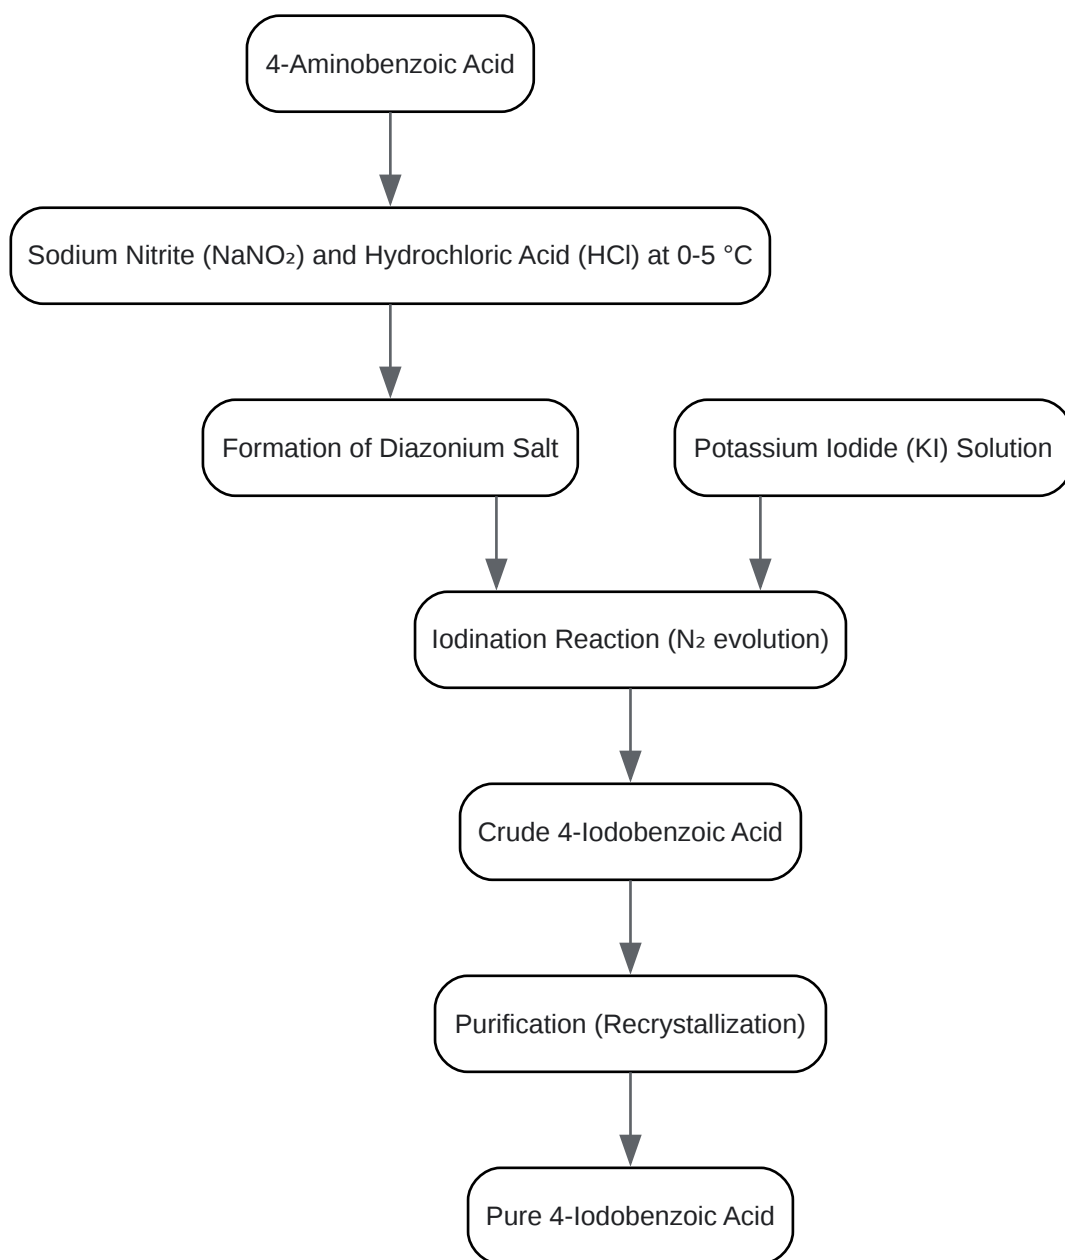 4-Aminobenzoic Acid
Sodium Nitrite (NaNO₂) and Hydrochloric Acid (HCl) at 0-5 °C
Formation of Diazonium Salt
Potassium Iodide (KI) Solution
Iodination Reaction (N₂ evolution)
Crude 4-Iodobenzoic Acid
Purification (Recrystallization)
Pure 4-Iodobenzoic Acid